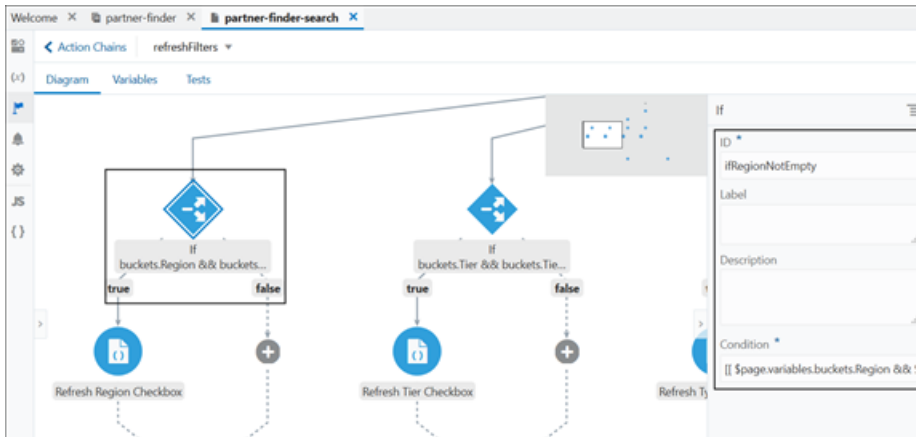 Welcome
partner-finder
partner-finder-search
Action Chains
refreshFilters
(x)
Diagram
Variables
Tests
If
ID *
ifRegionNotEmpty
Label
JS
{ }
Description
If
buckets.Region && buckets...
If
buckets.Tier && buckets.Tie...
true
false
true
false
Condition *
[[ $page.variables.buckets.Region &&
Refresh Region Checkbox
Refresh Tier Checkbox
Refresh Ty